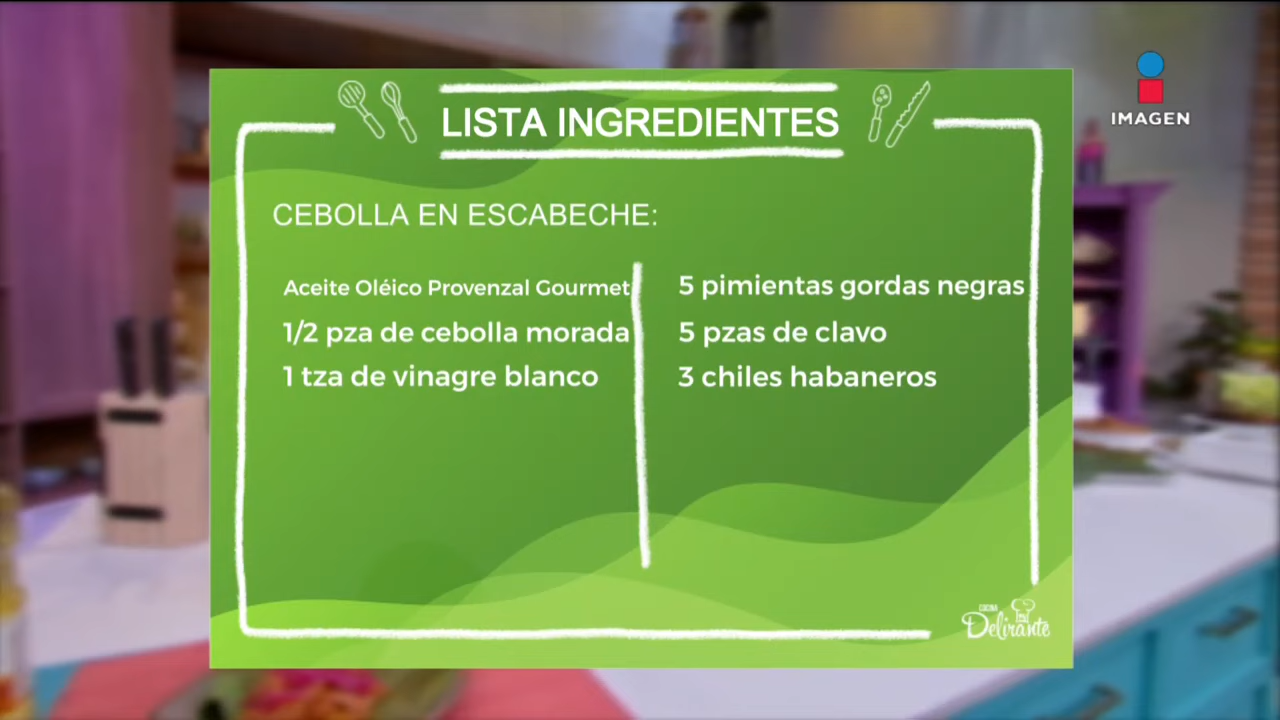 LISTA INGREDIENTES
IMAGEN
CEBOLLA EN ESCABECHE:
Aceite Oléico Provenzal Gourmet
1/2 pza de cebolla morada
1 tza de vinagre blanco
5 pimientas gordas negras
5 pzas de clavo
3 chiles habaneros
COCINA
Delirante